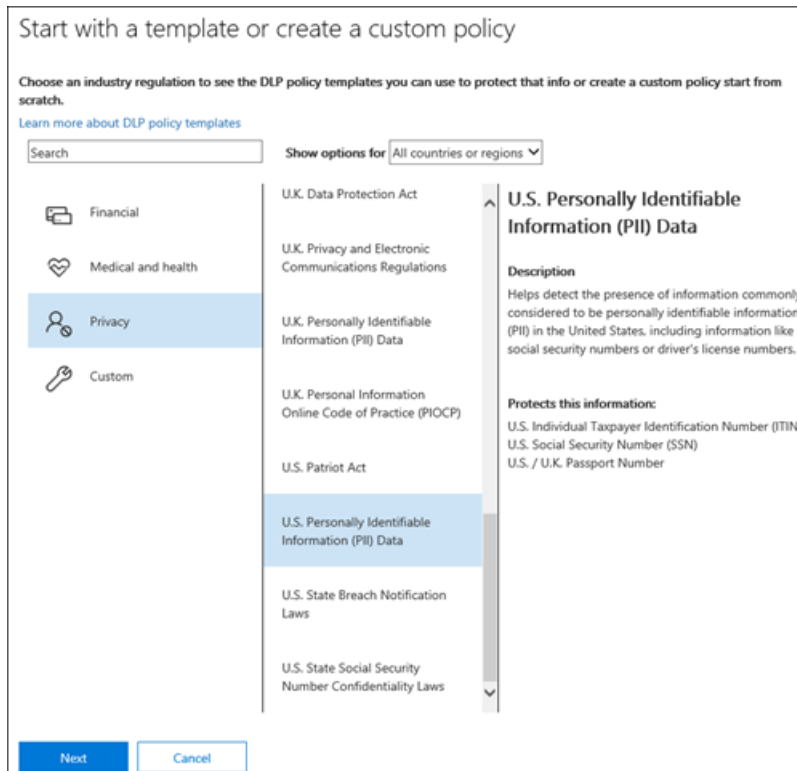 Start with a template or create a custom policy
Choose an industry regulation to see the DLP policy templates you can use to protect that info or create a custom policy start from
scratch.
Learn more about DLP policy templates
Search
Show options for All countries or regions
Financial
Medical and health
Privacy
Custom
U.K. Data Protection Act
U.K. Privacy and Electronic
Communications Regulations
U.K. Personally Identifiable
Information (PII) Data
U.K. Personal Information
Online Code of Practice (PIOCP)
U.S. Patriot Act
U.S. Personally Identifiable
Information (PII) Data
U.S. State Breach Notification
Laws
U.S. State Social Security
Number Confidentiality Laws
U.S. Personally Identifiable
Information (PII) Data
Description
Helps detect the presence of information commonly
considered to be personally identifiable information
(PII) in the United States, including information like
social security numbers or driver's license numbers.
Protects this information:
U.S. Individual Taxpayer Identification Number (ITIN
U.S. Social Security Number (SSN)
U.S. / U.K. Passport Number
Next
Cancel